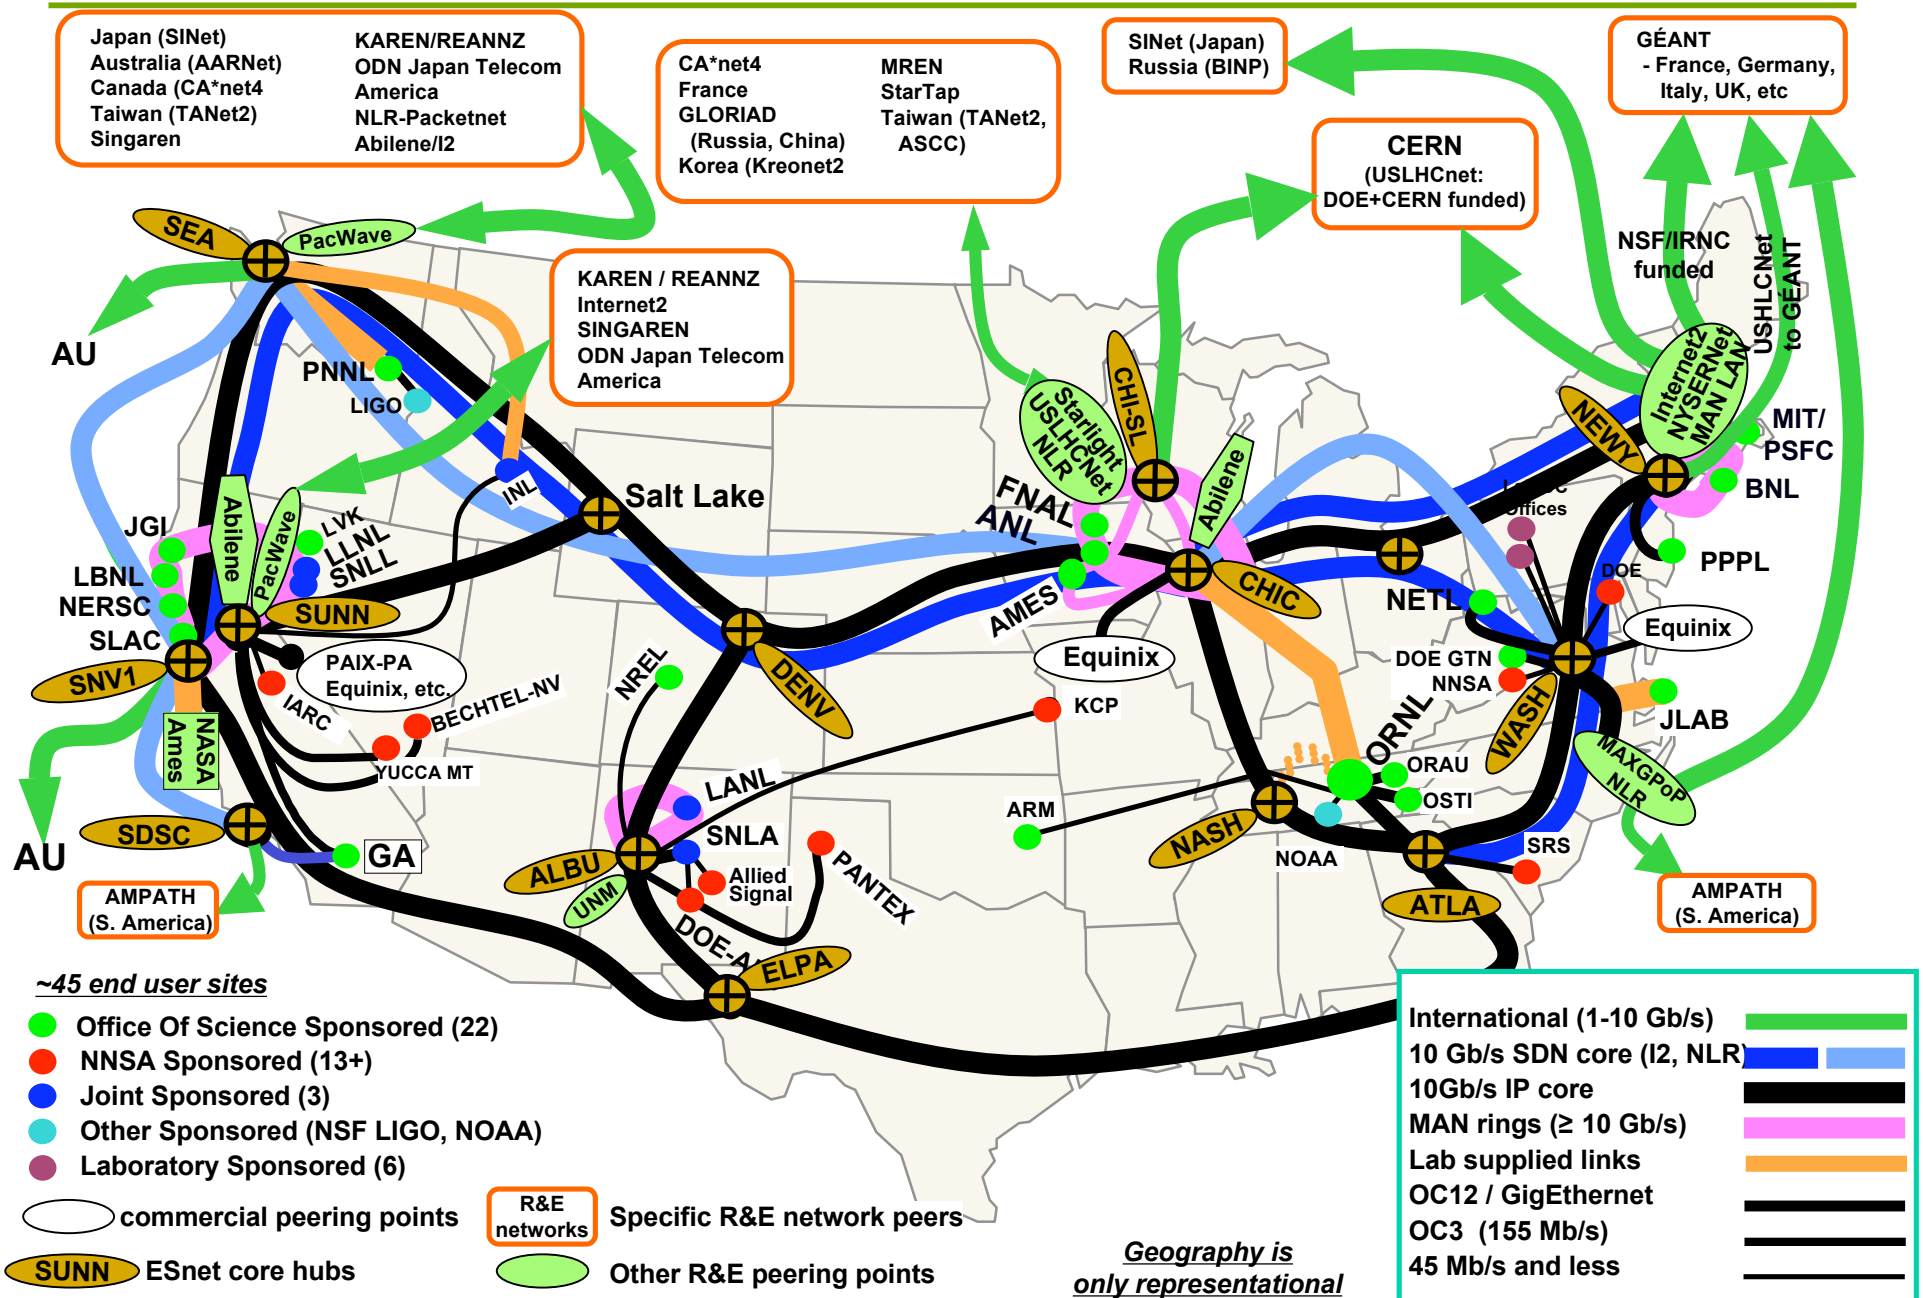 Japan (SINet)
Australia (AARNet)
Canada (CA*net4
Taiwan (TANet2)
Singaren
KAREN/REANNZ
ODN Japan Telecom
America
NLR-Packetnet
Abilene/I2
CA*net4
France
GLORIAD
(Russia, China)
Korea (Kreonet2
MREN
StarTap
Taiwan (TANet2,
ASCC)
SINet (Japan)
Russia (BINP)
GÉANT
- France, Germany,
Italy, UK, etc
CERN
(USLHCnet:
DOE+CERN funded)
SEA
PacWave
AU
KAREN / REANNZ
Internet2
SINGAREN
ODN Japan Telecom
America
NSF/IRNC
funded
USHLCNet
to GÉANT
Internet2
NYSERNet
MAN LAN
PNNL
LIGO
INL
Salt Lake
Starlight
USLHCNet
NLR
CHI-SL
Abilene
NEWY
MIT/
PSFC
BNL
PPPL
FNAL
ANL
AMES
CHIC
Equinix
Offices
DOE
NETL
Equinix
DOE GTN
NNSA
WASH
JLAB
MAXGPoP
NLR
JGI
LBNL
NERSC
SLAC
SNV1
Abilene
PacWave
LVK
LLNL
SNLL
SUNN
PAIX-PA
Equinix, etc.
IARC
BECHTEL-NV
YUCCA MT
NASA
Ames
AU
SDSC
GA
AMPATH
(S. America)
NREL
DENV
KCP
LANL
SNLA
ALBU
UNM
Allied
Signal
PANTEX
ELPA
ARM
ORNL
ORAU
OSTI
NASH
NOAA
SRS
ATLA
AMPATH
(S. America)
~45 end user sites
Office Of Science Sponsored (22)
NNSA Sponsored (13+)
Joint Sponsored (3)
Other Sponsored (NSF LIGO, NOAA)
Laboratory Sponsored (6)
commercial peering points
SUNN
ESnet core hubs
R&E
networks
Specific R&E network peers
Other R&E peering points
Geography is
only representational
International (1-10 Gb/s)
10 Gb/s SDN core (I2, NLR)
10Gb/s IP core
MAN rings (≥ 10 Gb/s)
Lab supplied links
OC12 / GigEthernet
OC3 (155 Mb/s)
45 Mb/s and less